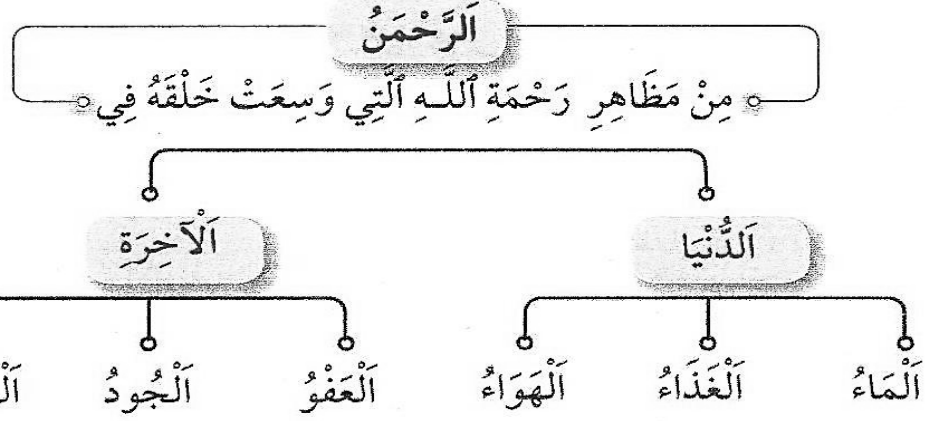 اَلرَّحْمَنُ
مِنْ مَظَاهِرِ رَحْمَةِ ٱللَّـهِ ٱلَّتِي وَسِعَتْ خَلْقَهُ فِي
اَلدُّنْيَا اَلْآخِرَةِ
اَلْمَاءُ اَلْغَذَاءُ اَلْهَوَاءُ اَلْعَفْوُ اَلْجُودُ